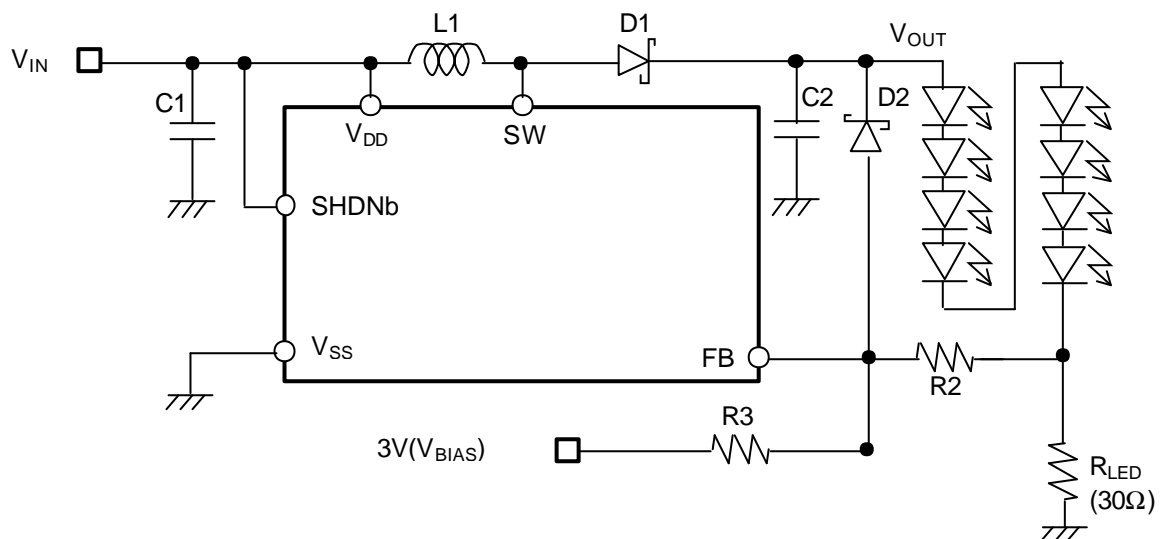 L1
D1
V_OUT
V_IN
C1
C2
D2
V_DD
SW
SHDNb
V_SS
FB
R2
R3
3V(V_BIAS)
R_LED
(30Ω)